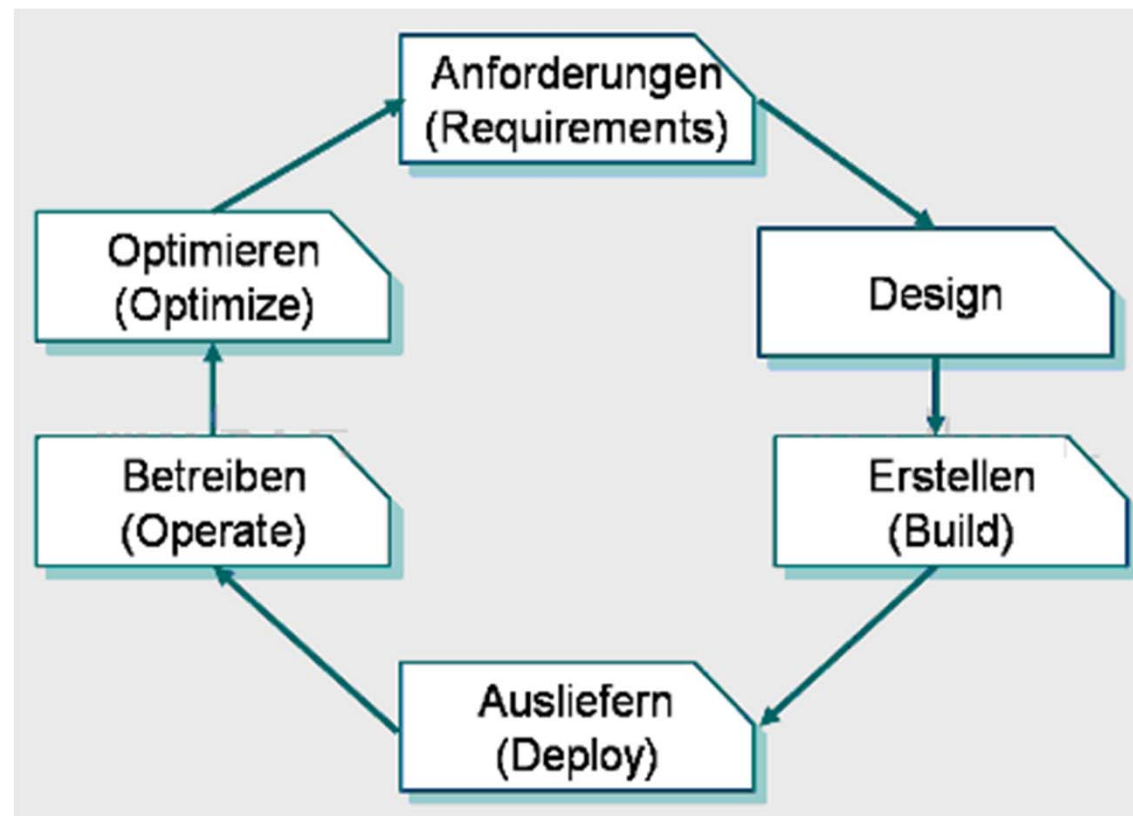 Anforderungen
(Requirements)
Design
Erstellen
(Build)
Ausliefern
(Deploy)
Betreiben
(Operate)
Optimieren
(Optimize)